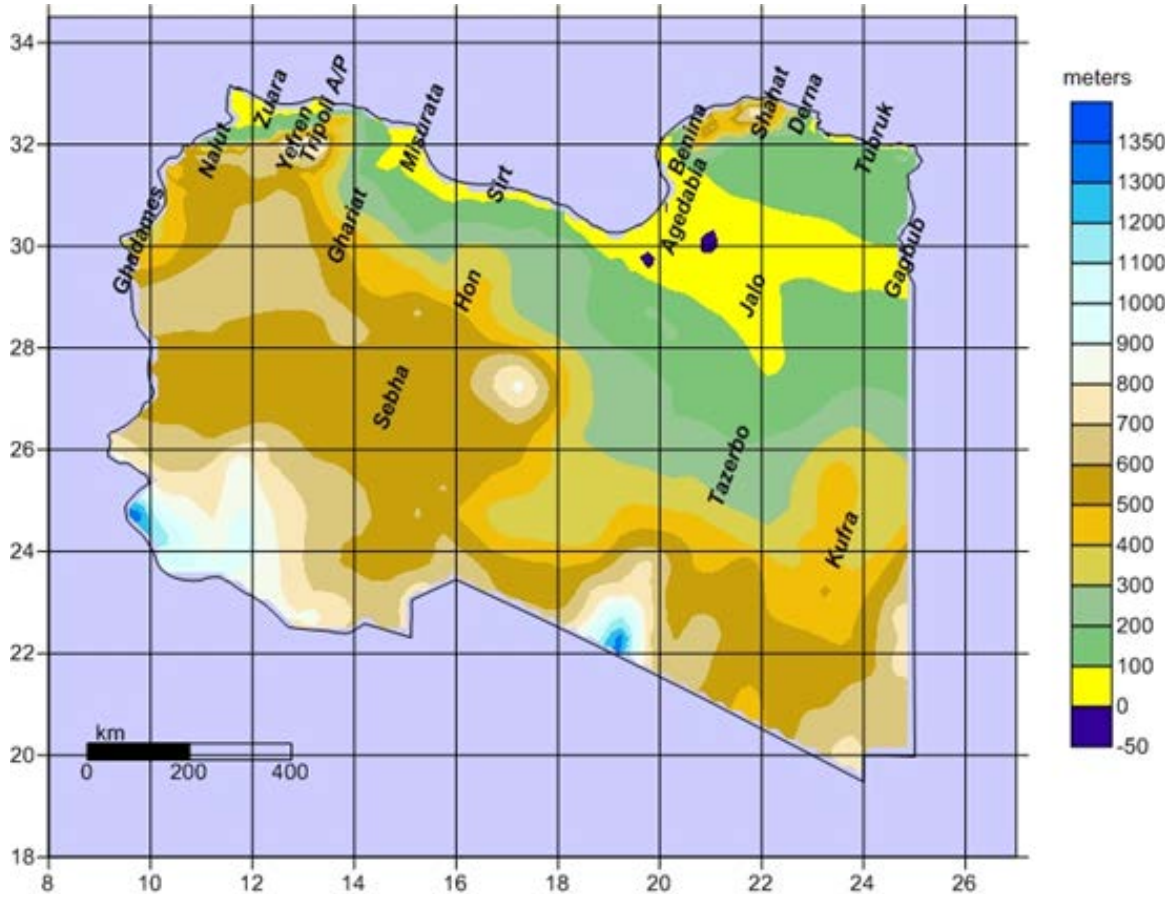 34
32
30
28
26
24
22
20
18
8
10
12
14
16
18
20
22
24
26
Nalut
Zuara
Yefren
Tripoli A/P
Misurata
Sirt
Ghadames
Ghariat
Hon
Sebha
Benina
Agedabia
Shahat
Derna
Tubruk
Gagbub
Jalo
Tazerbo
Kufra
km
0
200
400
meters
1350
1300
1200
1100
1000
900
800
700
600
500
400
300
200
100
0
-50